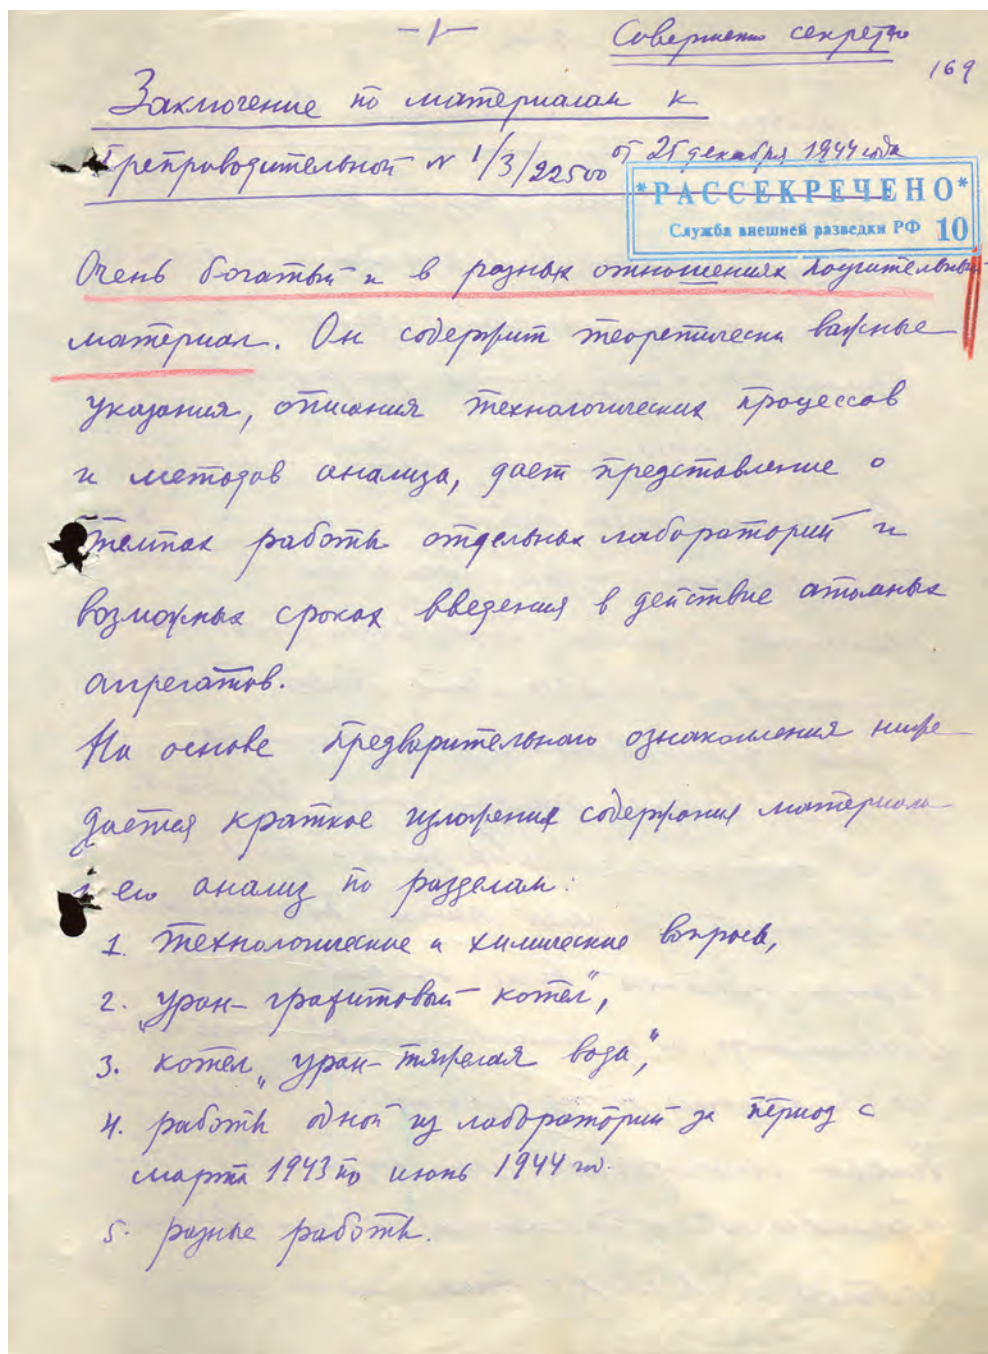 -1-
Совершенно секретно
169
Заключение по материалам к
препроводительной № 1/3/22500 от 25 декабря 1944 года
*РАССЕКРЕЧЕНО*
Служба внешней разведки РФ 10
Очень богатый и в разных отношениях поучительный
материал. Он содержит теоретически важные
указания, описания технологических процессов
и методов анализа, дает представление о
темпах работы отдельных лабораторий и
возможных сроках введения в действие атомных
агрегатов.
На основе предварительного ознакомления ниже
дается краткое изложение содержания материала
и его анализ по разделам:
1. технологические и химические вопросы,
2. „уран-графитовый котел",
3. котел „уран-тяжелая вода",
4. работы одной из лабораторий за период с
марта 1943 по июнь 1944 г.
5. разные работы.